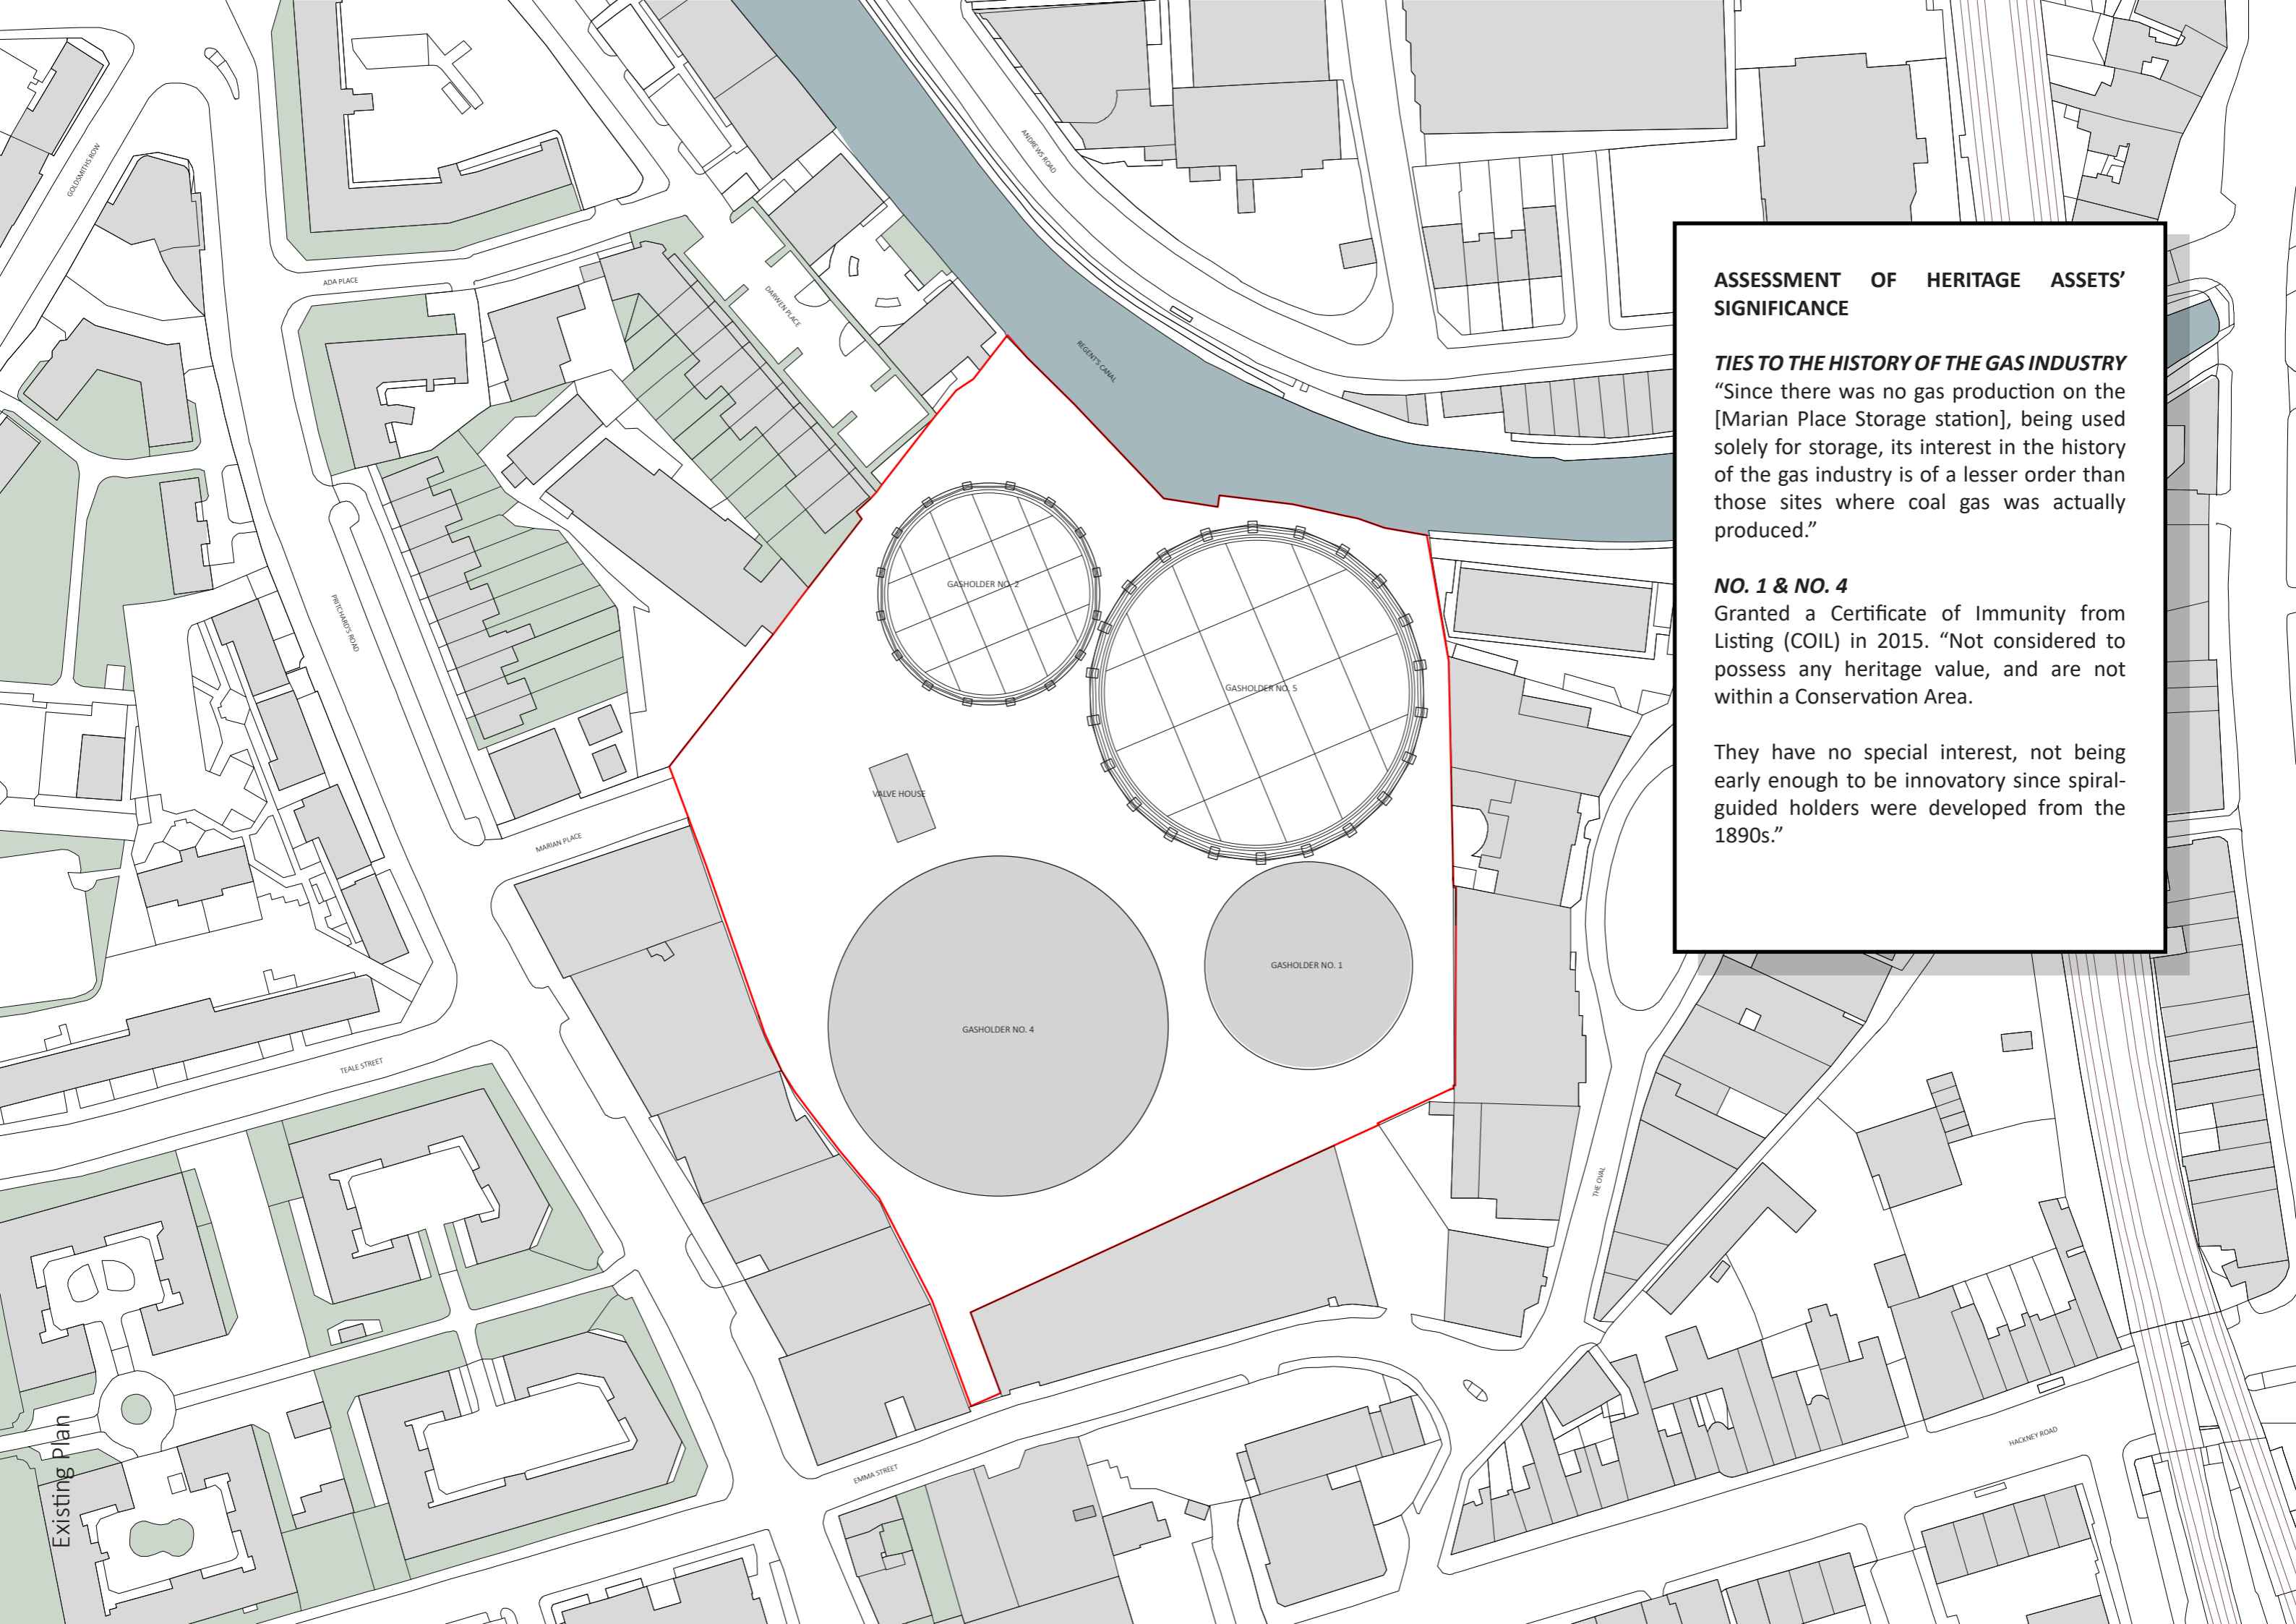 GOLDSMITHS ROW
ANDREWS ROAD
ADA PLACE
DARWEN PLACE
REGENT'S CANAL
PRITCHARD'S ROAD
GASHOLDER NO. 2
GASHOLDER NO. 5
VALVE HOUSE
MARIAN PLACE
GASHOLDER NO. 1
GASHOLDER NO. 4
TEALE STREET
THE OVAL
EMMA STREET
HACKNEY ROAD
Existing Plan
ASSESSMENT OF HERITAGE ASSETS'
SIGNIFICANCE
TIES TO THE HISTORY OF THE GAS INDUSTRY
“Since there was no gas production on the
[Marian Place Storage station], being used
solely for storage, its interest in the history
of the gas industry is of a lesser order than
those sites where coal gas was actually
produced.”
NO. 1 & NO. 4
Granted a Certificate of Immunity from
Listing (COIL) in 2015. “Not considered to
possess any heritage value, and are not
within a Conservation Area.
They have no special interest, not being
early enough to be innovatory since spiral-
guided holders were developed from the
1890s.”